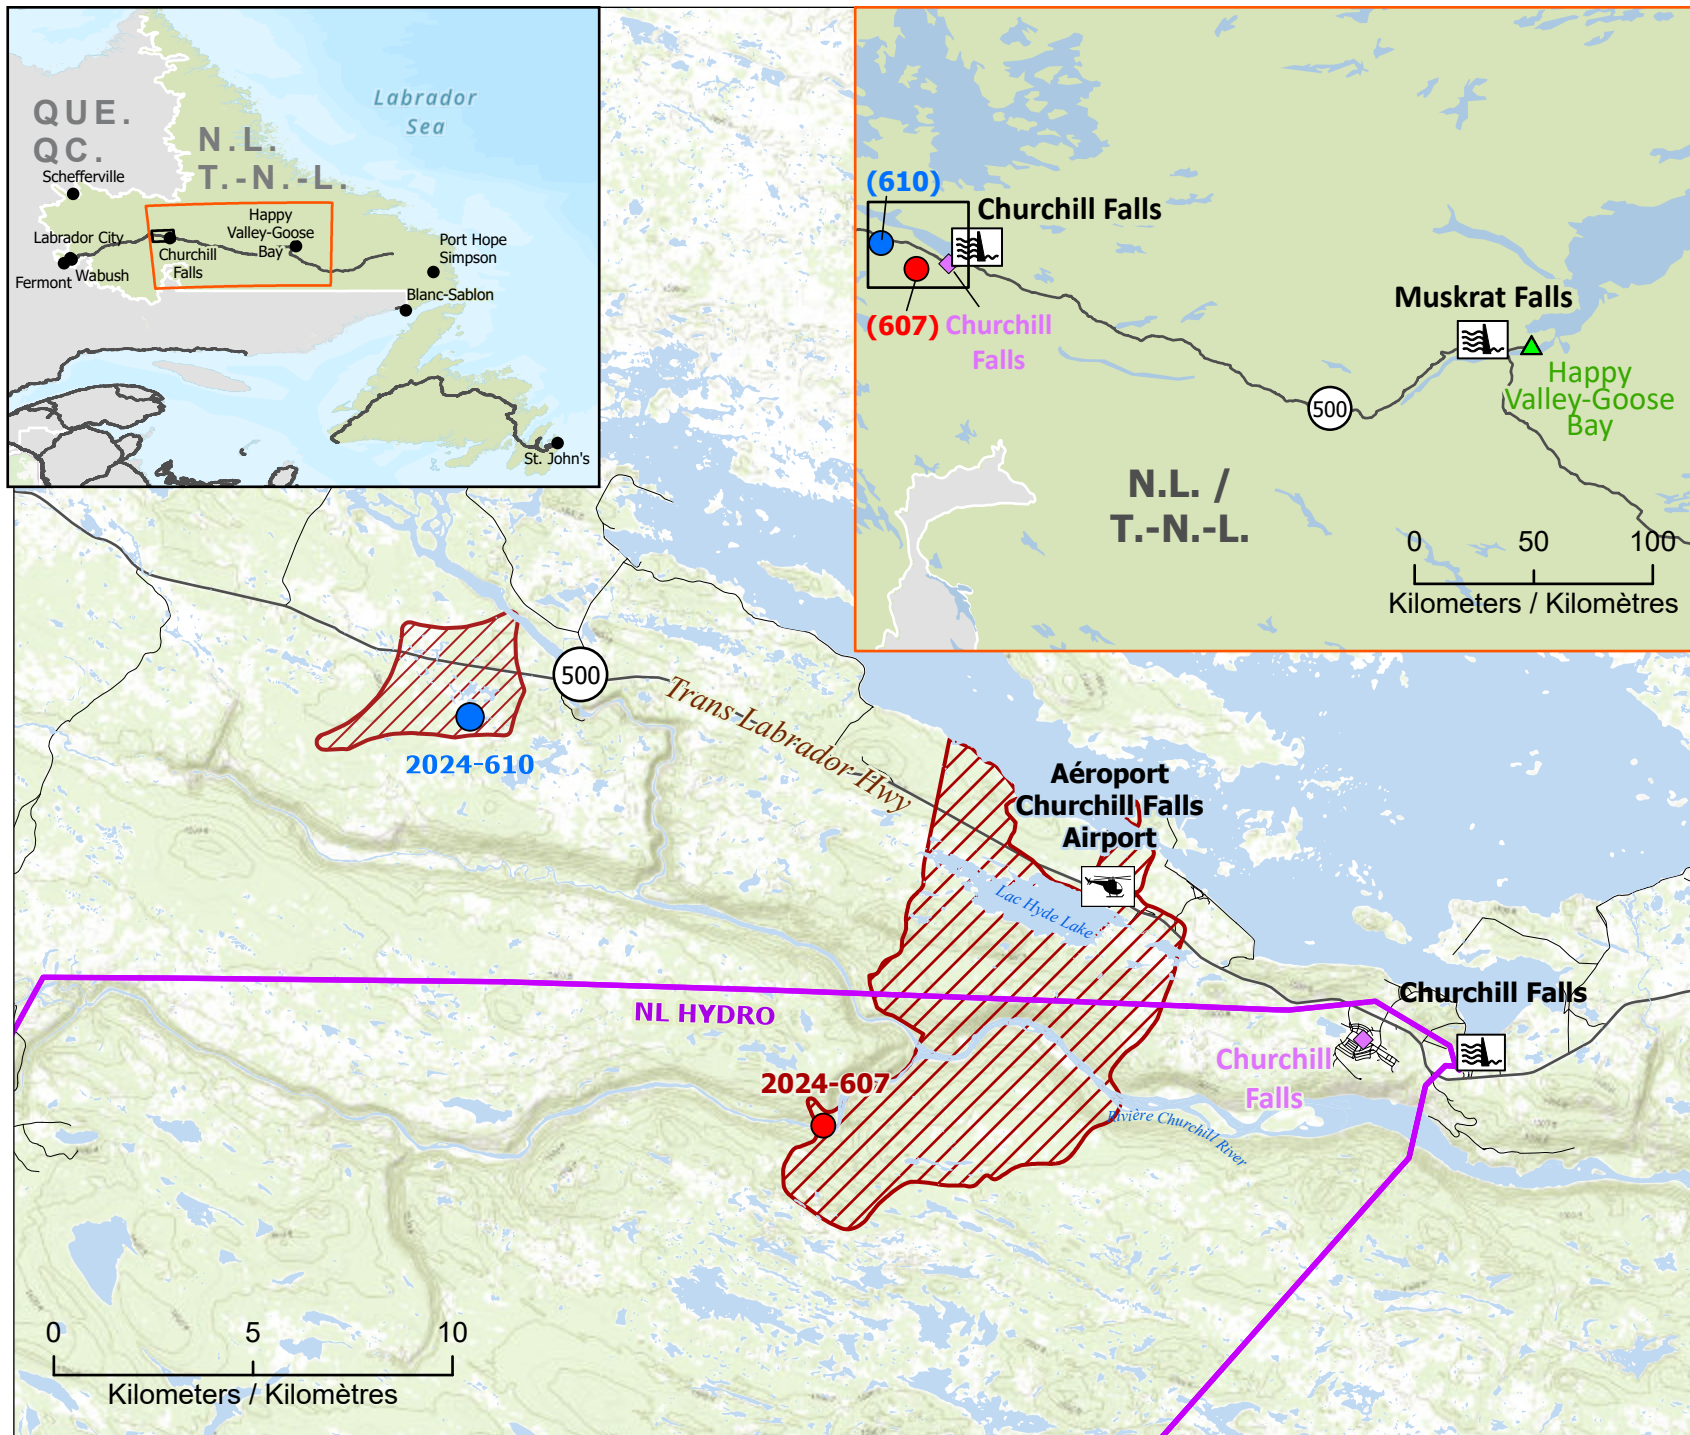 QUE.
QC.
N.L.
T.-N.-L.
Labrador
Sea
Schefferville
Labrador City
Fermont
Wabush
Churchill
Falls
Happy
Valley-Goose
Bay
Port Hope
Simpson
Blanc-Sablon
St. John's
(610)
Churchill Falls
(607)
Churchill
Falls
Muskrat Falls
Happy
Valley-Goose
Bay
500
N.L. /
T.-N.-L.
0 50 100
Kilometers / Kilomètres
500
Trans-Labrador Hwy
2024-610
Aéroport
Churchill Falls
Airport
Lac Hyde Lake
NL HYDRO
Churchill Falls
Churchill
Falls
2024-607
Rivière Churchill River
0 5 10
Kilometers / Kilomètres